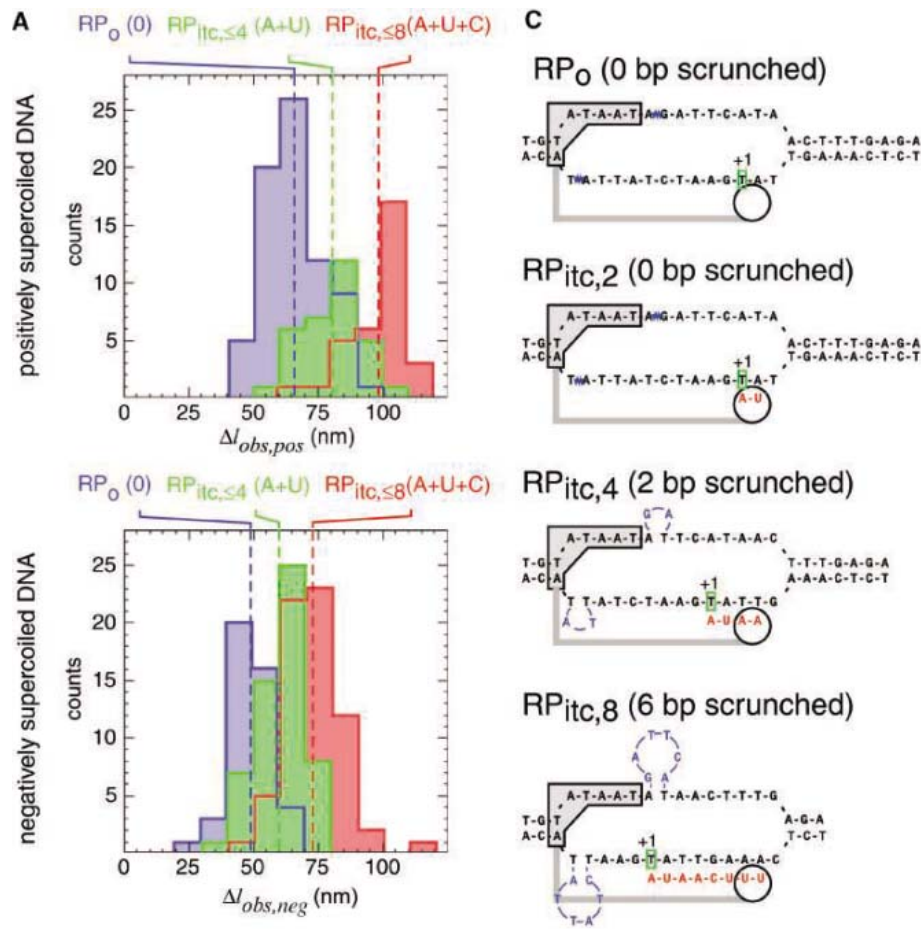 A
RPo (0) RPitc,≤4 (A+U) RPitc,≤8(A+U+C)
positively supercoiled DNA
counts
25
20
15
10
5
0 25 50 75 100
Δlobs,pos (nm)
RPo (0) RPitc,≤4 (A+U) RPitc,≤8(A+U+C)
negatively supercoiled DNA
counts
25
20
15
10
5
0 25 50 75 100
Δlobs,neg (nm)
C
RPo (0 bp scrunched)
A-T-A-A-T-A-G-A-T-T-C-A-T-A
T-G-T A-C-T-T-T-G-A-G-A
A-C-A T-G-A-A-A-C-T-C-T
+1
T-A-T-T-A-T-C-T-A-A-G-T-A-T
RPitc,2 (0 bp scrunched)
A-T-A-A-T-A-G-A-T-T-C-A-T-A
T-G-T A-C-T-T-T-G-A-G-A
A-C-A T-G-A-A-A-C-T-C-T
+1
T-A-T-T-A-T-C-T-A-A-G-T-A-T
A-U
RPitc,4 (2 bp scrunched)
G A
A-T-A-A-T-A T-T-C-A-T-A-A-C
T-G-T T-T-T-G-A-G-A
A-C-A A-A-A-C-T-C-T
+1
T T-A-T-C-T-A-A-G-T-A-T-T-G
A T
A-U-A-A
RPitc,8 (6 bp scrunched)
T-T
A C
G A
A-T-A-A-T-A T-A-A-C-T-T-T-G
T-G-T A-G-A
A-C-A T-C-T
+1
T T-A-A-G-T-A-T-T-G-A-A-A-C
A-U-A-A-C-U-U-U
A C
T T
T-A